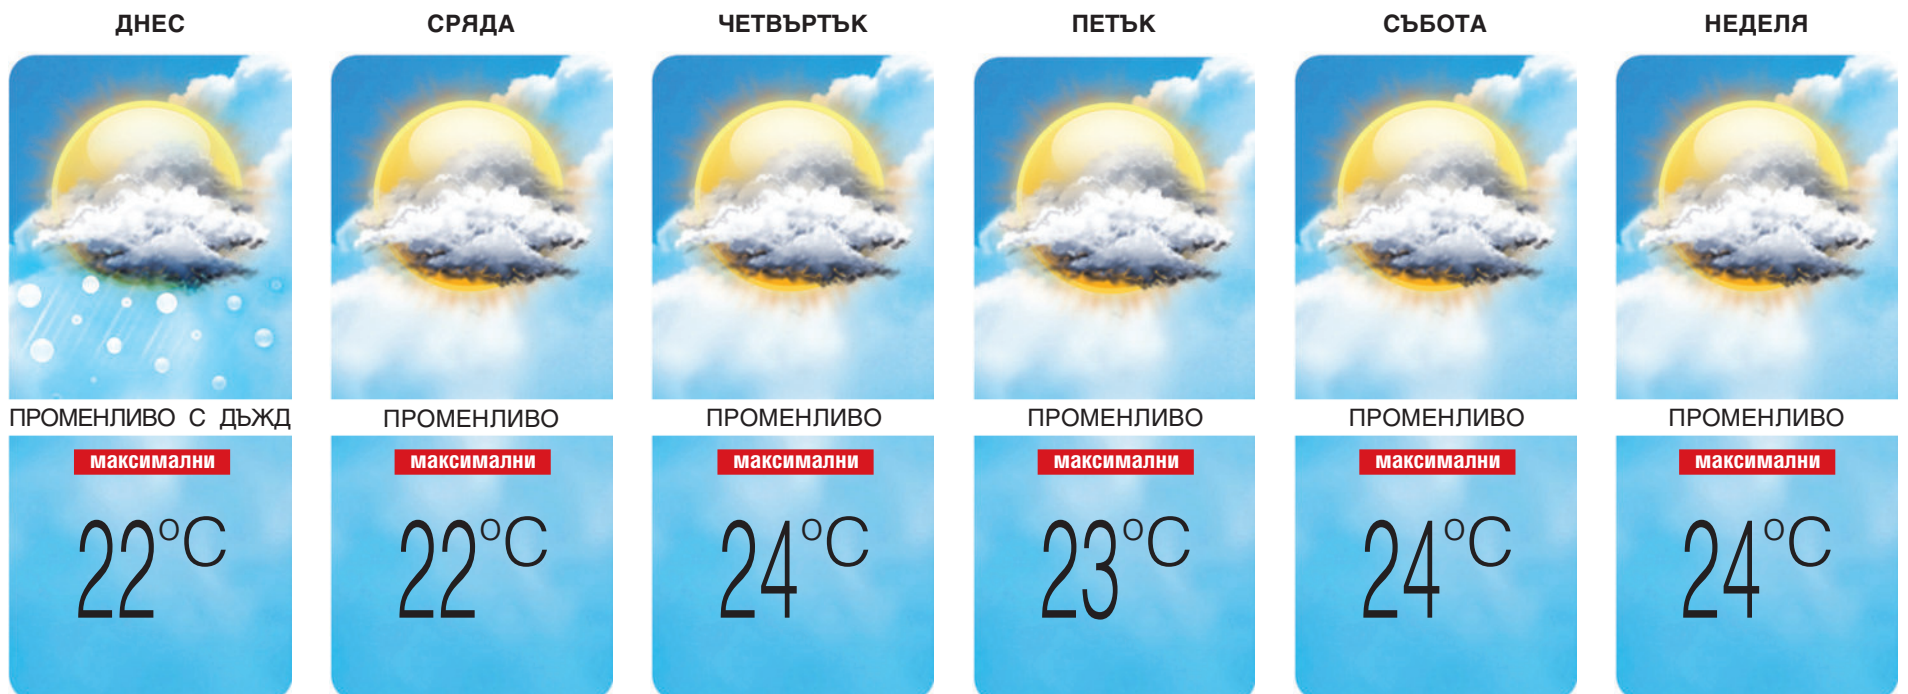 ДНЕС
СРЯДА
ЧЕТВЪРТЪК
ПЕТЪК
СЪБОТА
НЕДЕЛЯ
ПРОМЕНЛИВО С ДЪЖД
ПРОМЕНЛИВО
ПРОМЕНЛИВО
ПРОМЕНЛИВО
ПРОМЕНЛИВО
ПРОМЕНЛИВО
максимални
максимални
максимални
максимални
максимални
максимални
22°C
22°C
24°C
23°C
24°C
24°C